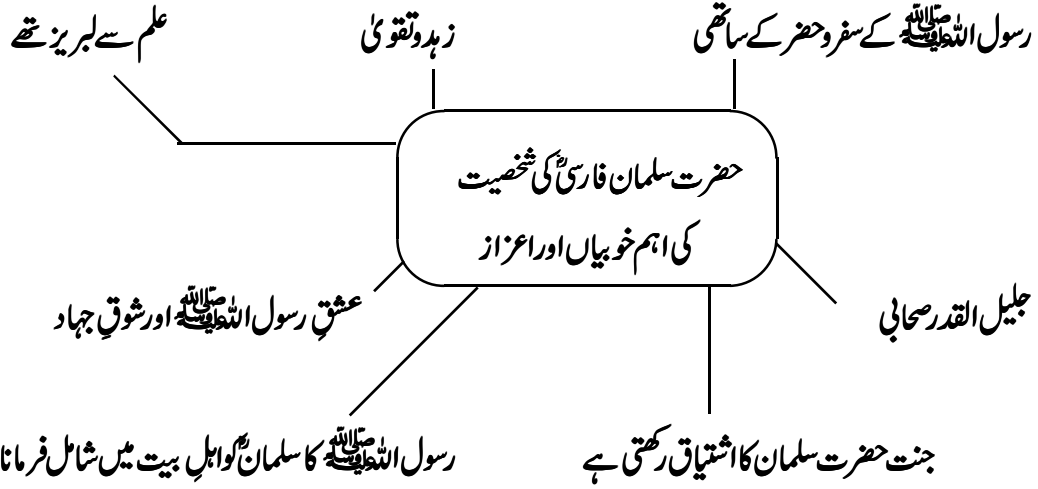 رسول اللہ ﷺ کے سفر و حضر کے ساتھی
زہد و تقویٰ
علم سے لبریز تھے
حضرت سلمان فارسیؓ کی شخصیت
کی اہم خوبیاں اور اعزاز
جلیل القدر صحابی
عشقِ رسول اللہ ﷺ اور شوقِ جہاد
جنت حضرت سلمان کا اشتیاق رکھتی ہے
رسول اللہ ﷺ کا سلمانؓ کو اہلِ بیت میں شامل فرمانا